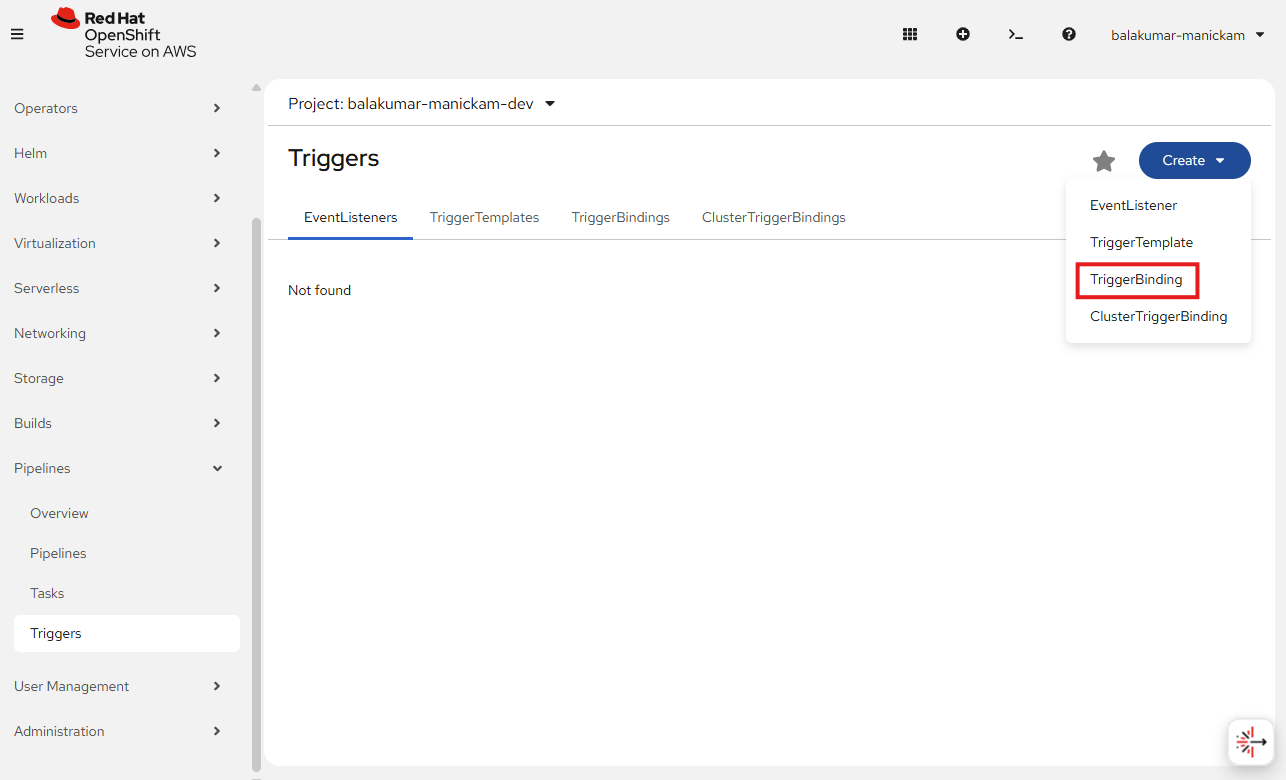 Red Hat
OpenShift
Service on AWS
balakumar-manickam
Operators
Helm
Workloads
Virtualization
Serverless
Networking
Storage
Builds
Pipelines
Overview
Pipelines
Tasks
Triggers
User Management
Administration
Project: balakumar-manickam-dev
Triggers
Create
EventListeners TriggerTemplates TriggerBindings ClusterTriggerBindings
Not found
EventListener
TriggerTemplate
TriggerBinding
ClusterTriggerBinding